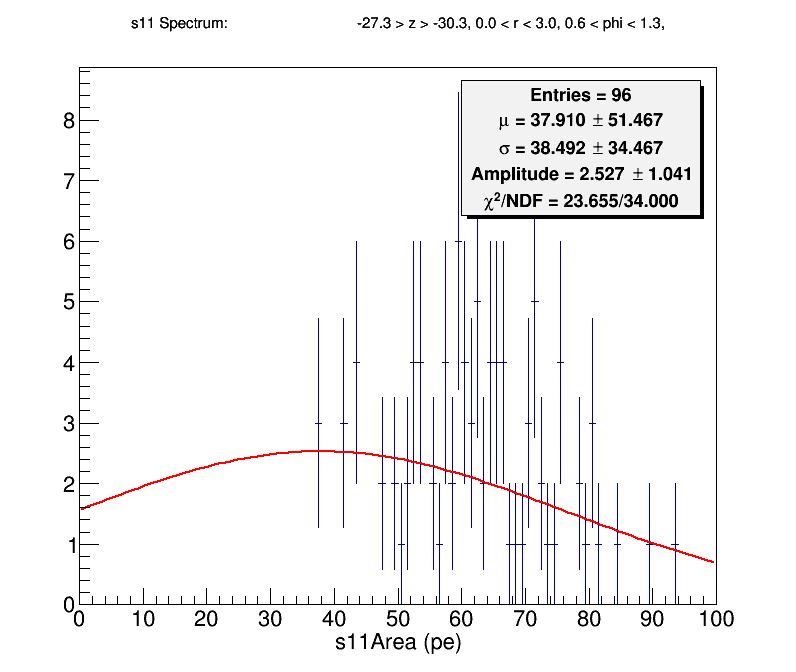 s11 Spectrum: -27.3 > z > -30.3, 0.0 < r < 3.0, 0.6 < phi < 1.3,
Entries = 96
μ = 37.910 ± 51.467
σ = 38.492 ± 34.467
Amplitude = 2.527 ± 1.041
χ²/NDF = 23.655/34.000
8
7
6
5
4
3
2
1
0
0 10 20 30 40 50 60 70 80 90 100
s11Area (pe)